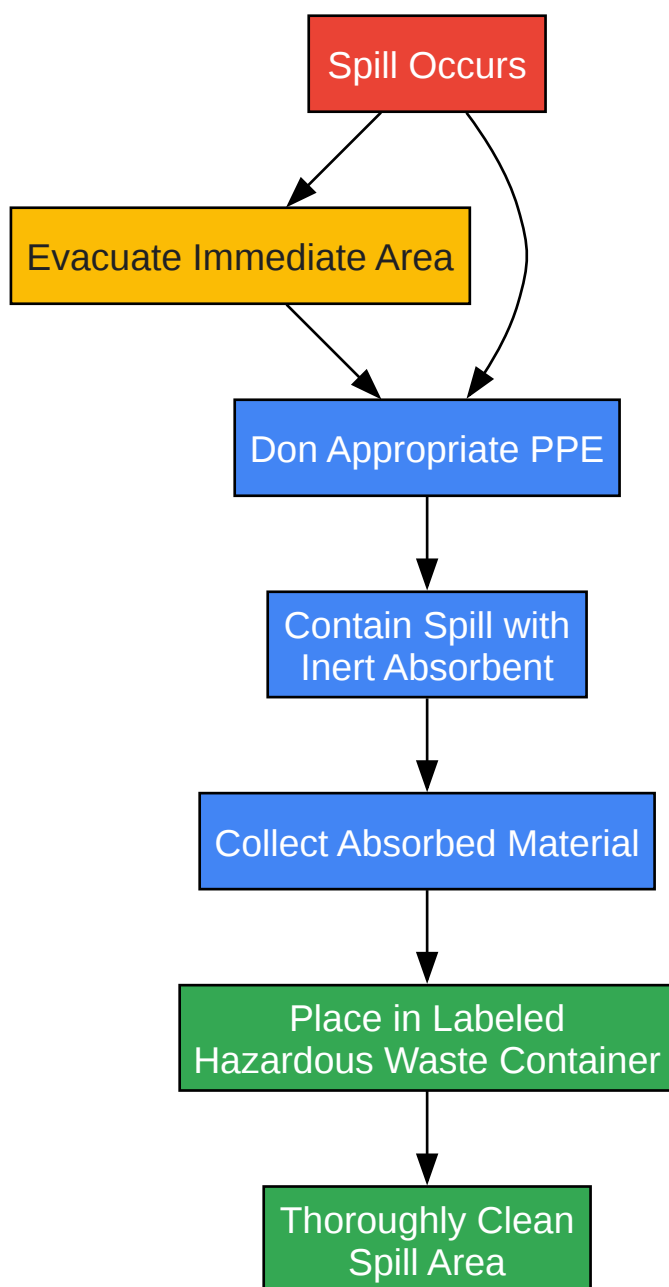 Spill Occurs
Evacuate Immediate Area
Don Appropriate PPE
Contain Spill with
Inert Absorbent
Collect Absorbed Material
Place in Labeled
Hazardous Waste Container
Thoroughly Clean
Spill Area